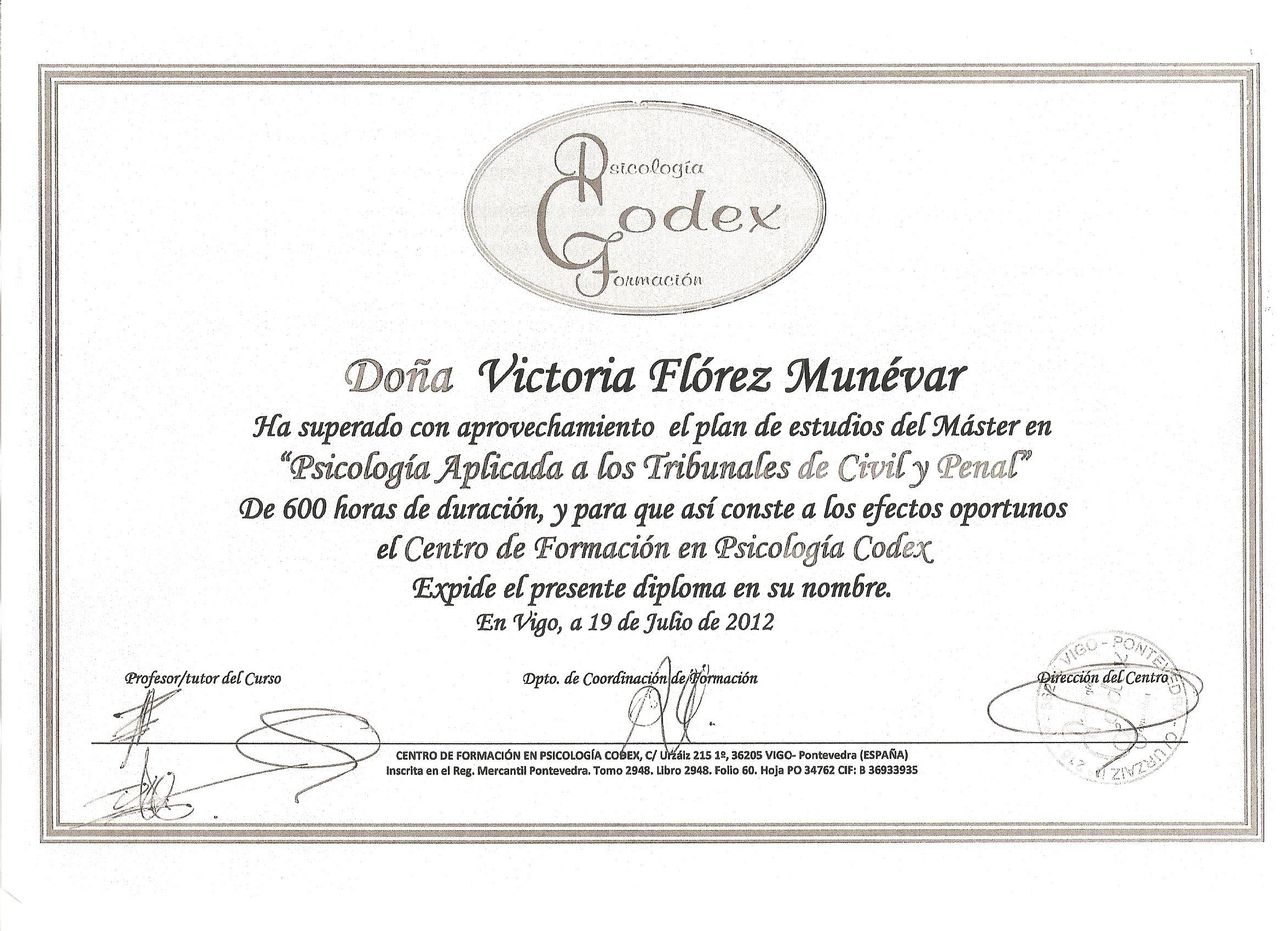 Psicología
Codex
Formación
Doña Victoria Flórez Munévar
Ha superado con aprovechamiento el plan de estudios del Máster en
“Psicología Aplicada a los Tribunales de Civil y Penal”
De 600 horas de duración, y para que así conste a los efectos oportunos
el Centro de Formación en Psicología Codex
Expide el presente diploma en su nombre.
En Vigo, a 19 de Julio de 2012
Profesor/tutor del Curso Dpto. de Coordinación de Formación Dirección del Centro
VIGO - PONTEVEDRA - C/ URZAIZ
CENTRO DE FORMACIÓN EN PSICOLOGÍA CODEX, C/ Urzáiz 215 1º, 36205 VIGO- Pontevedra (ESPAÑA)
Inscrita en el Reg. Mercantil Pontevedra. Tomo 2948. Libro 2948. Folio 60. Hoja PO 34762 CIF: B 36933935